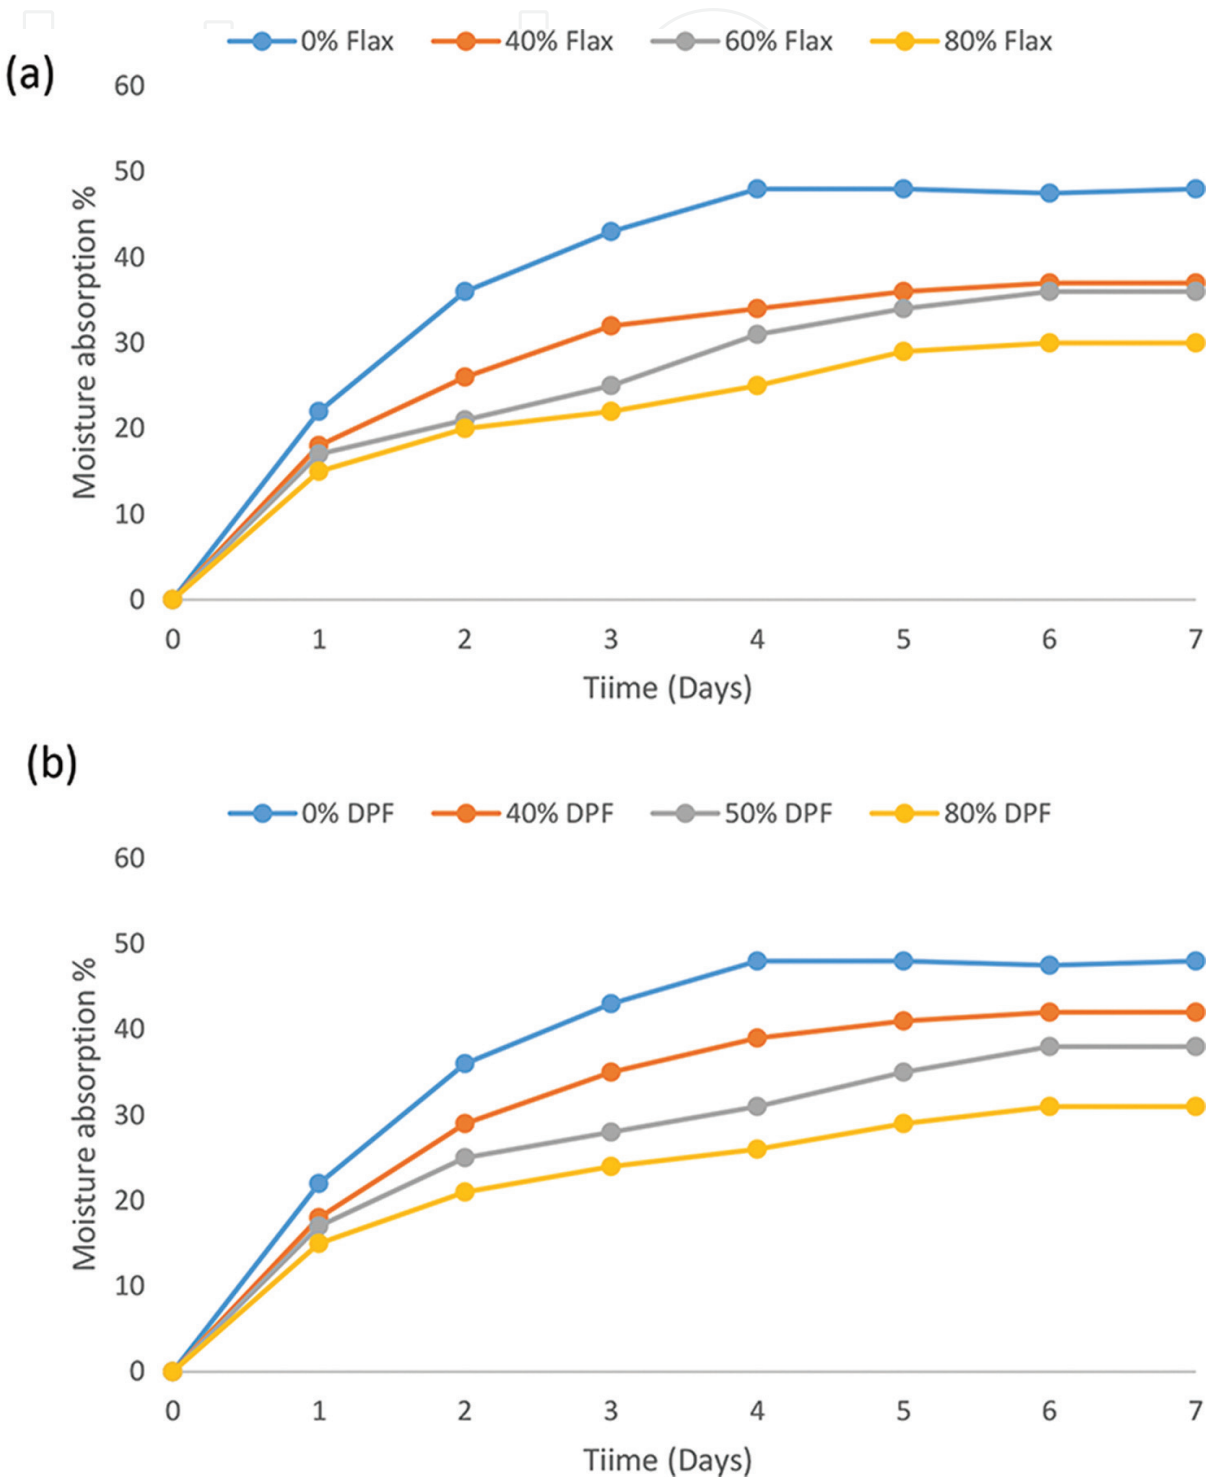 0% Flax 40% Flax 60% Flax 80% Flax
(a)
60
50
40
30
20
10
0
Moisture absorption %
0 1 2 3 4 5 6 7
Tiime (Days)
(b)
0% DPF 40% DPF 50% DPF 80% DPF
60
50
40
30
20
10
0
Moisture absorption %
0 1 2 3 4 5 6 7
Tiime (Days)